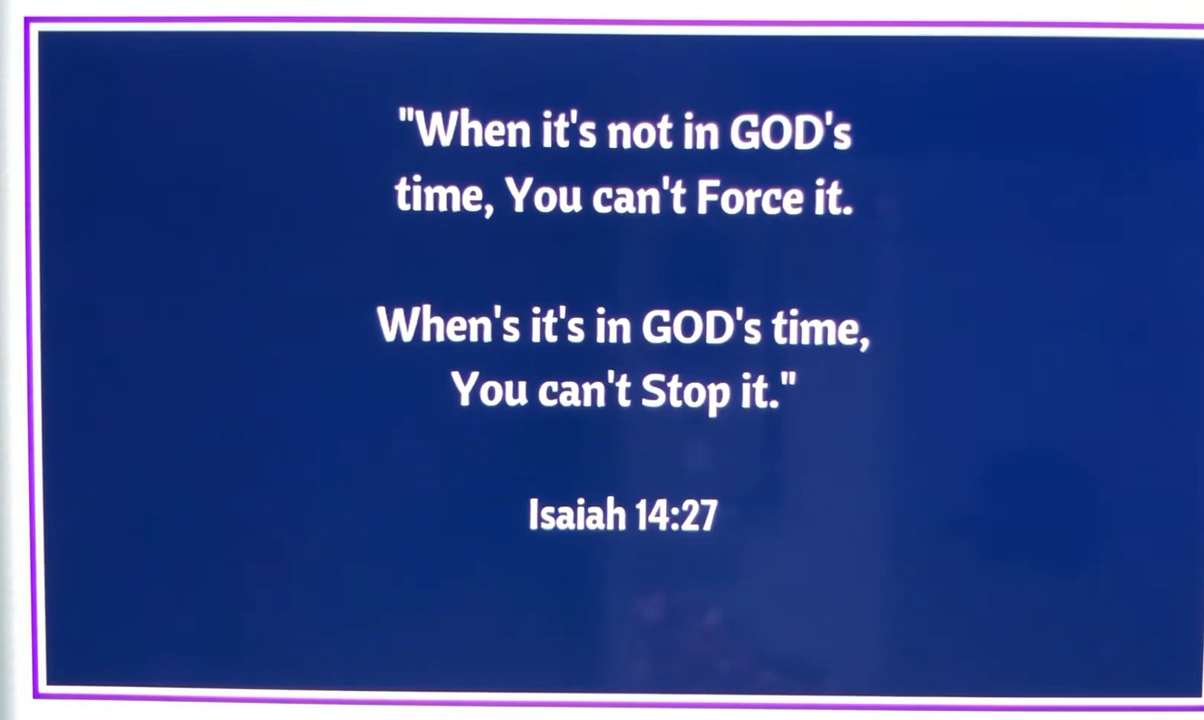 "When it's not in GOD's
time, You can't Force it.
When's it's in GOD's time,
You can't Stop it."
Isaiah 14:27